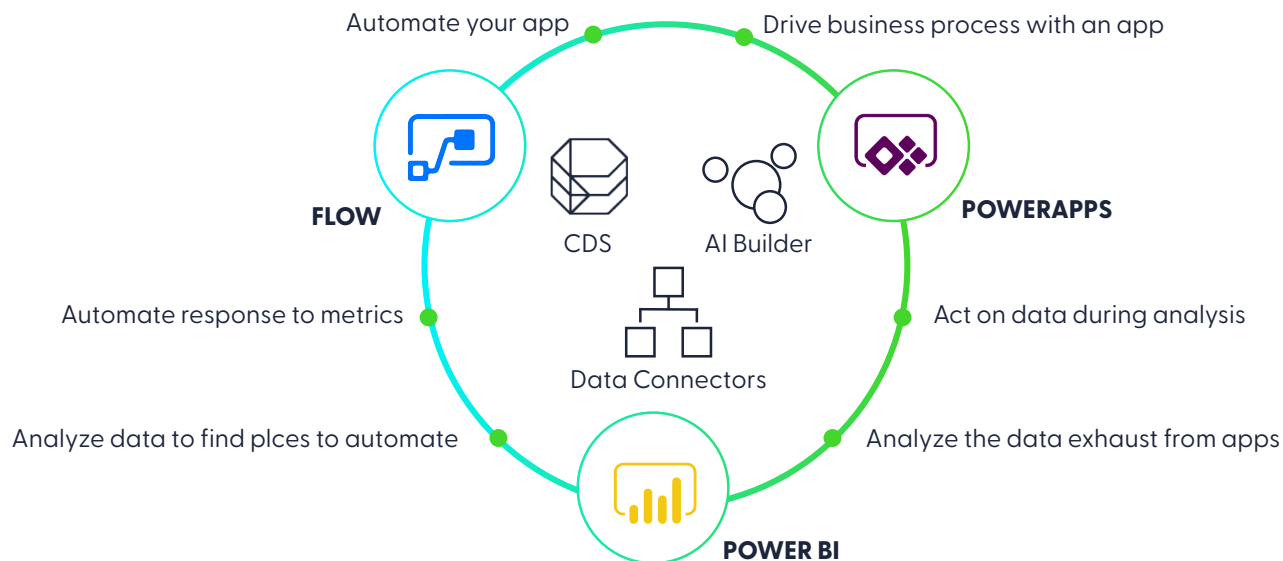 Automate your app
Drive business process with an app
FLOW
POWERAPPS
CDS
AI Builder
Automate response to metrics
Act on data during analysis
Data Connectors
Analyze data to find plces to automate
Analyze the data exhaust from apps
POWER BI